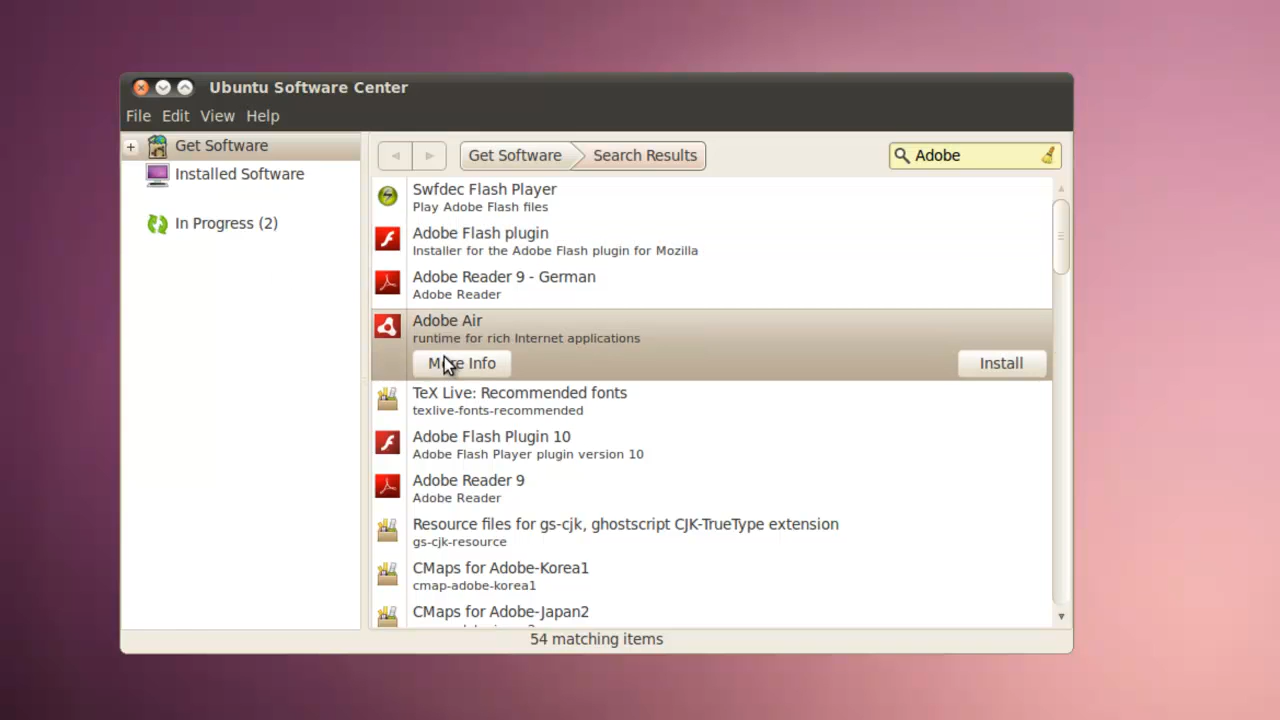 Ubuntu Software Center
File Edit View Help
Get Software
Installed Software
In Progress (2)
Get Software Search Results
Adobe
Swfdec Flash Player
Play Adobe Flash files
Adobe Flash plugin
Installer for the Adobe Flash plugin for Mozilla
Adobe Reader 9 - German
Adobe Reader
Adobe Air
runtime for rich Internet applications
More Info
Install
TeX Live: Recommended fonts
texlive-fonts-recommended
Adobe Flash Plugin 10
Adobe Flash Player plugin version 10
Adobe Reader 9
Adobe Reader
Resource files for gs-cjk, ghostscript CJK-TrueType extension
gs-cjk-resource
CMaps for Adobe-Korea1
cmap-adobe-korea1
CMaps for Adobe-Japan2
54 matching items